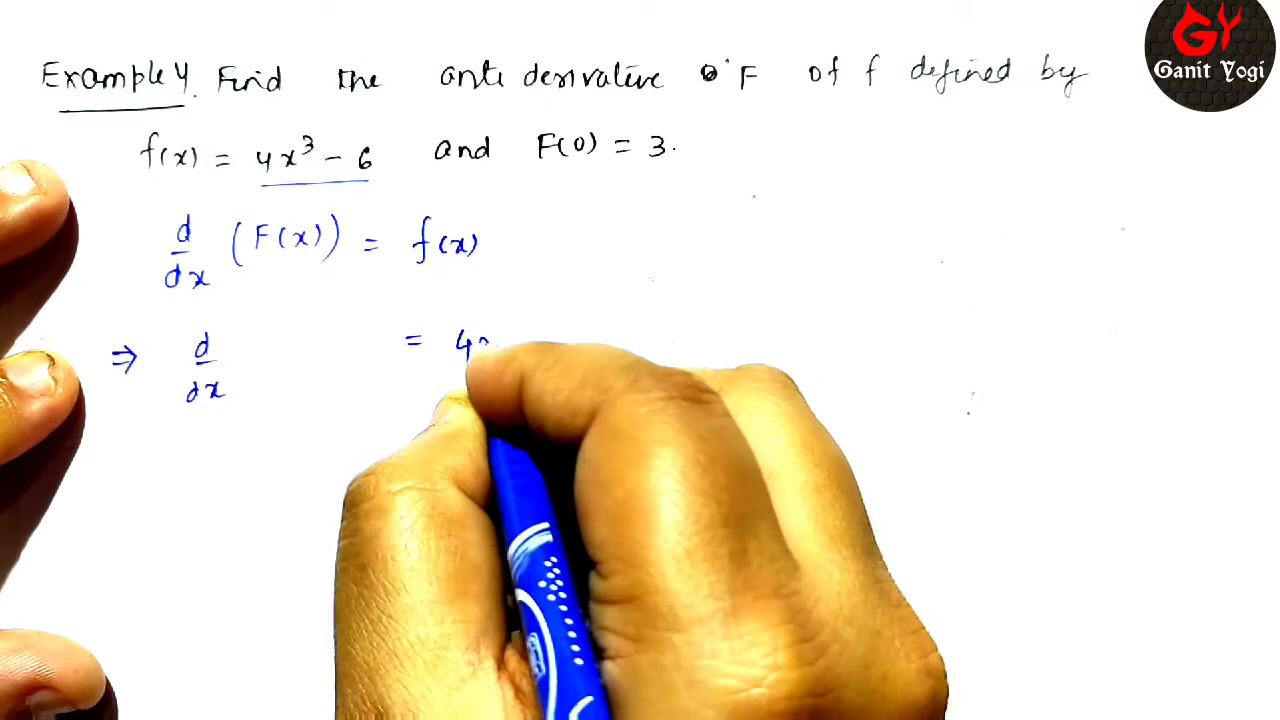 GY
Ganit Yogi
Example 4. Find the anti derivative F of f defined by
f(x) = 4x³ - 6 and F(0) = 3.
d/dx (F(x)) = f(x)
⇒ d/dx = 4x